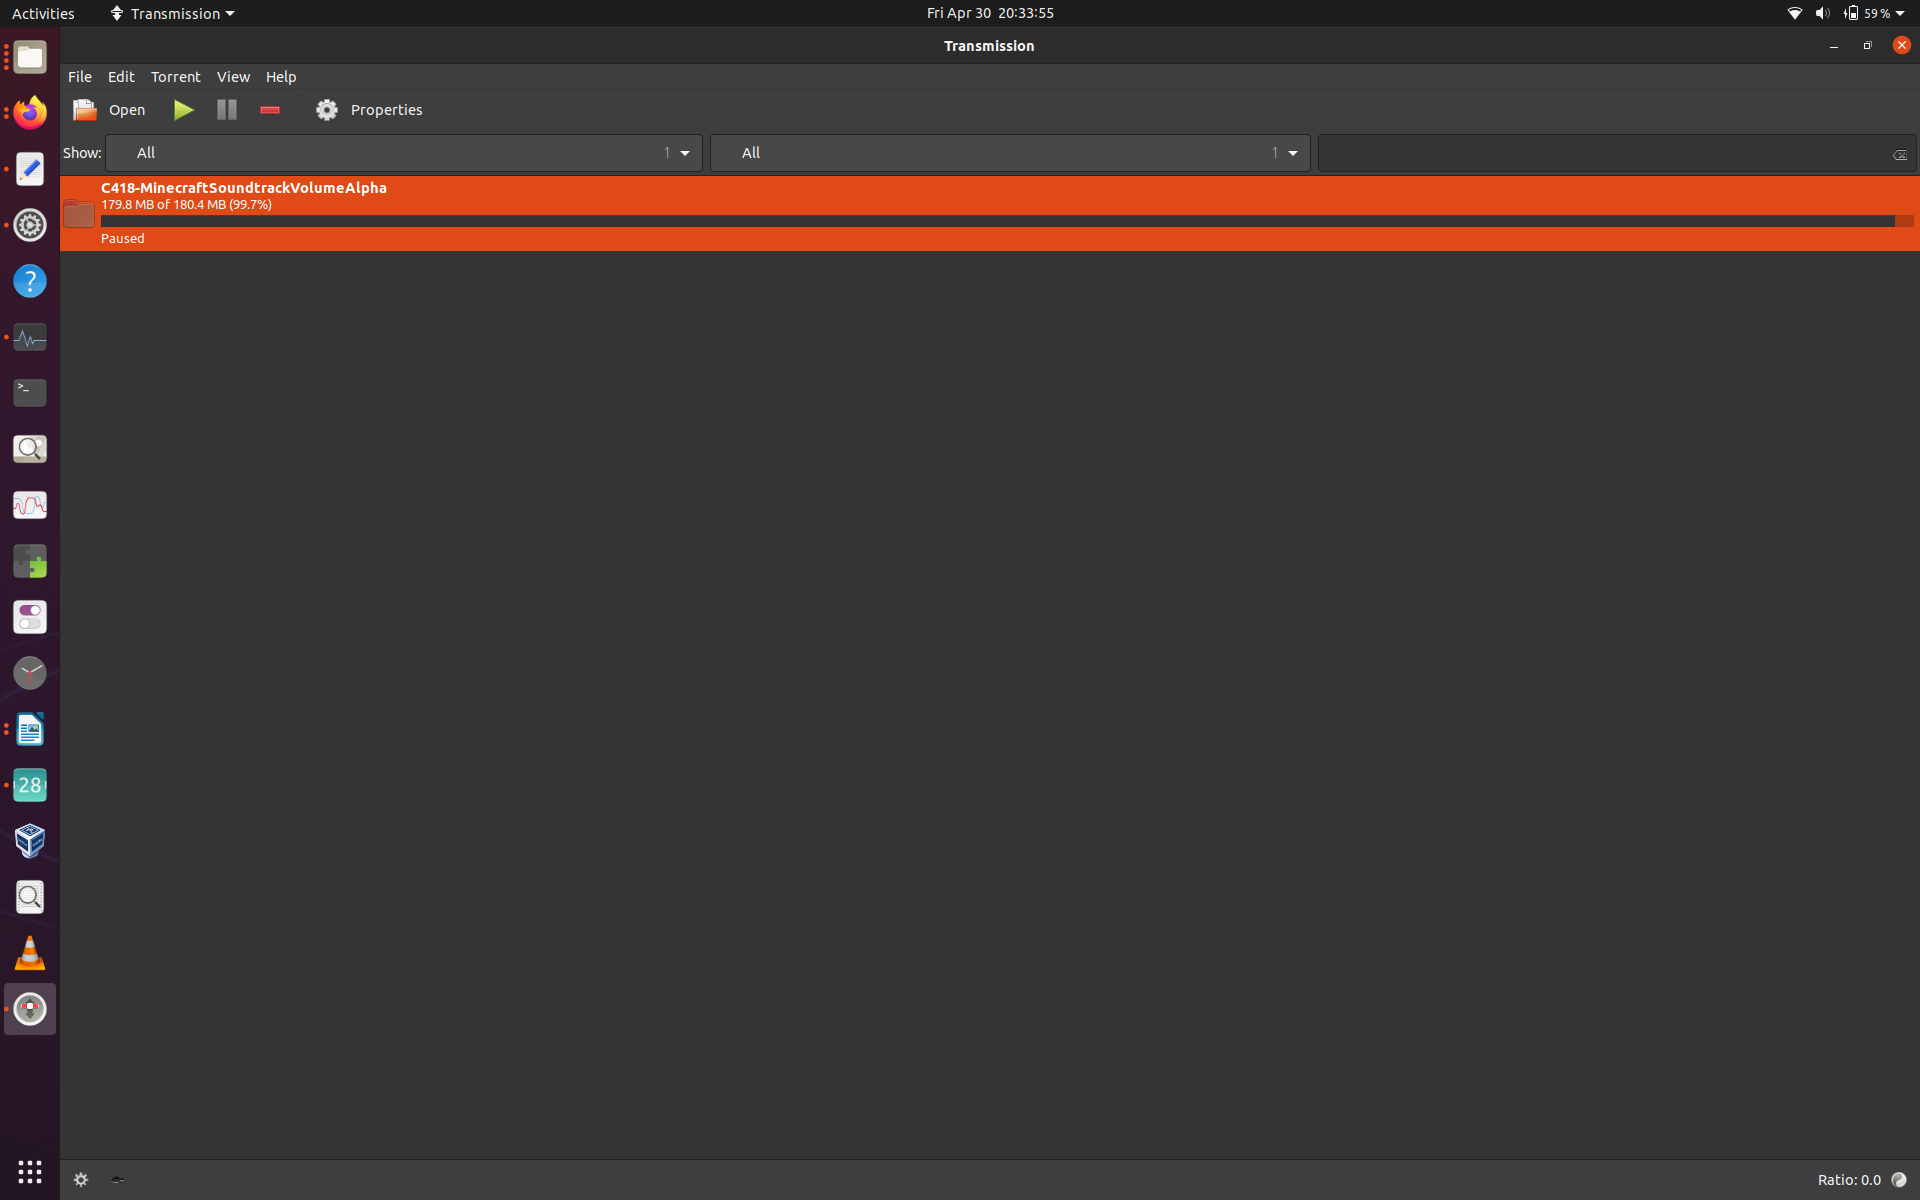 Activities
Transmission
Fri Apr 30 20:33:55
59 %
Transmission
File Edit Torrent View Help
Open
Properties
Show:
All 1
All 1
C418-MinecraftSoundtrackVolumeAlpha
179.8 MB of 180.4 MB (99.7%)
Paused
?
>_
28
Ratio: 0.0